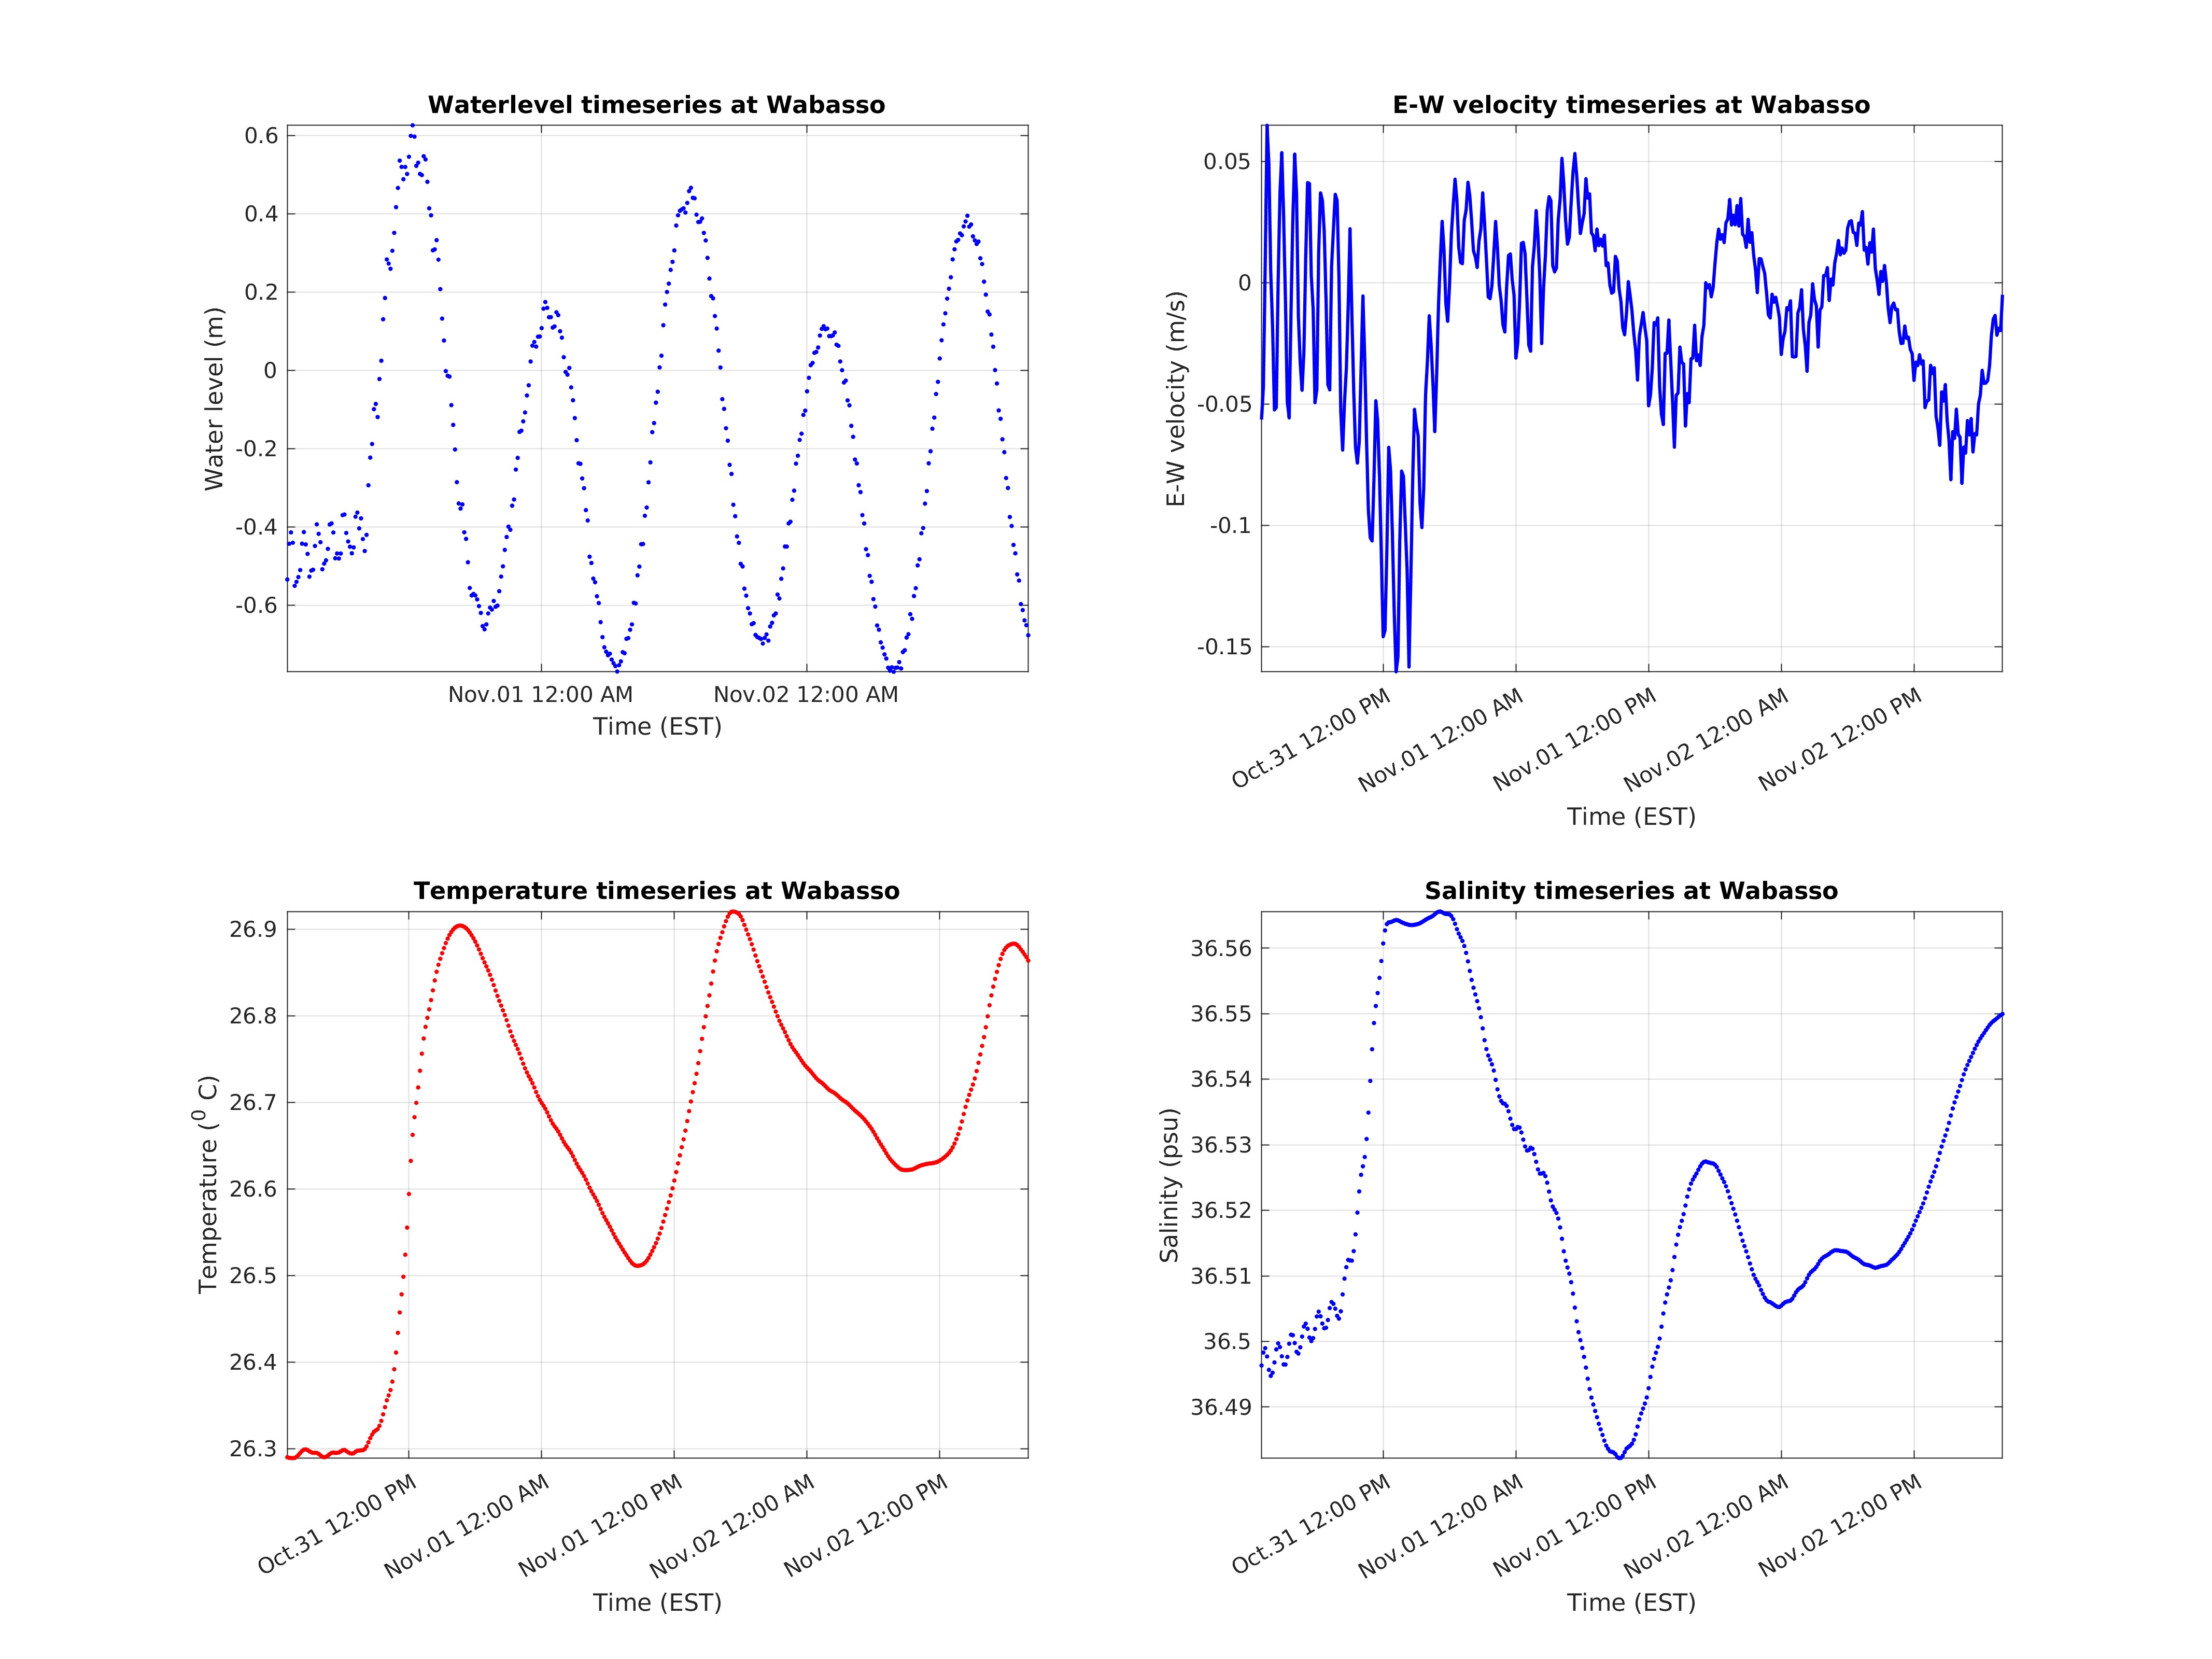 Waterlevel timeseries at Wabasso
0.6
0.4
0.2
0
-0.2
-0.4
-0.6
Water level (m)
Nov.01 12:00 AM
Nov.02 12:00 AM
Time (EST)
E-W velocity timeseries at Wabasso
0.05
0
-0.05
-0.1
-0.15
E-W velocity (m/s)
Oct.31 12:00 PM
Nov.01 12:00 AM
Nov.01 12:00 PM
Nov.02 12:00 AM
Nov.02 12:00 PM
Time (EST)
Temperature timeseries at Wabasso
26.9
26.8
26.7
26.6
26.5
26.4
26.3
Temperature (⁰ C)
Oct.31 12:00 PM
Nov.01 12:00 AM
Nov.01 12:00 PM
Nov.02 12:00 AM
Nov.02 12:00 PM
Time (EST)
Salinity timeseries at Wabasso
36.56
36.55
36.54
36.53
36.52
36.51
36.5
36.49
Salinity (psu)
Oct.31 12:00 PM
Nov.01 12:00 AM
Nov.01 12:00 PM
Nov.02 12:00 AM
Nov.02 12:00 PM
Time (EST)